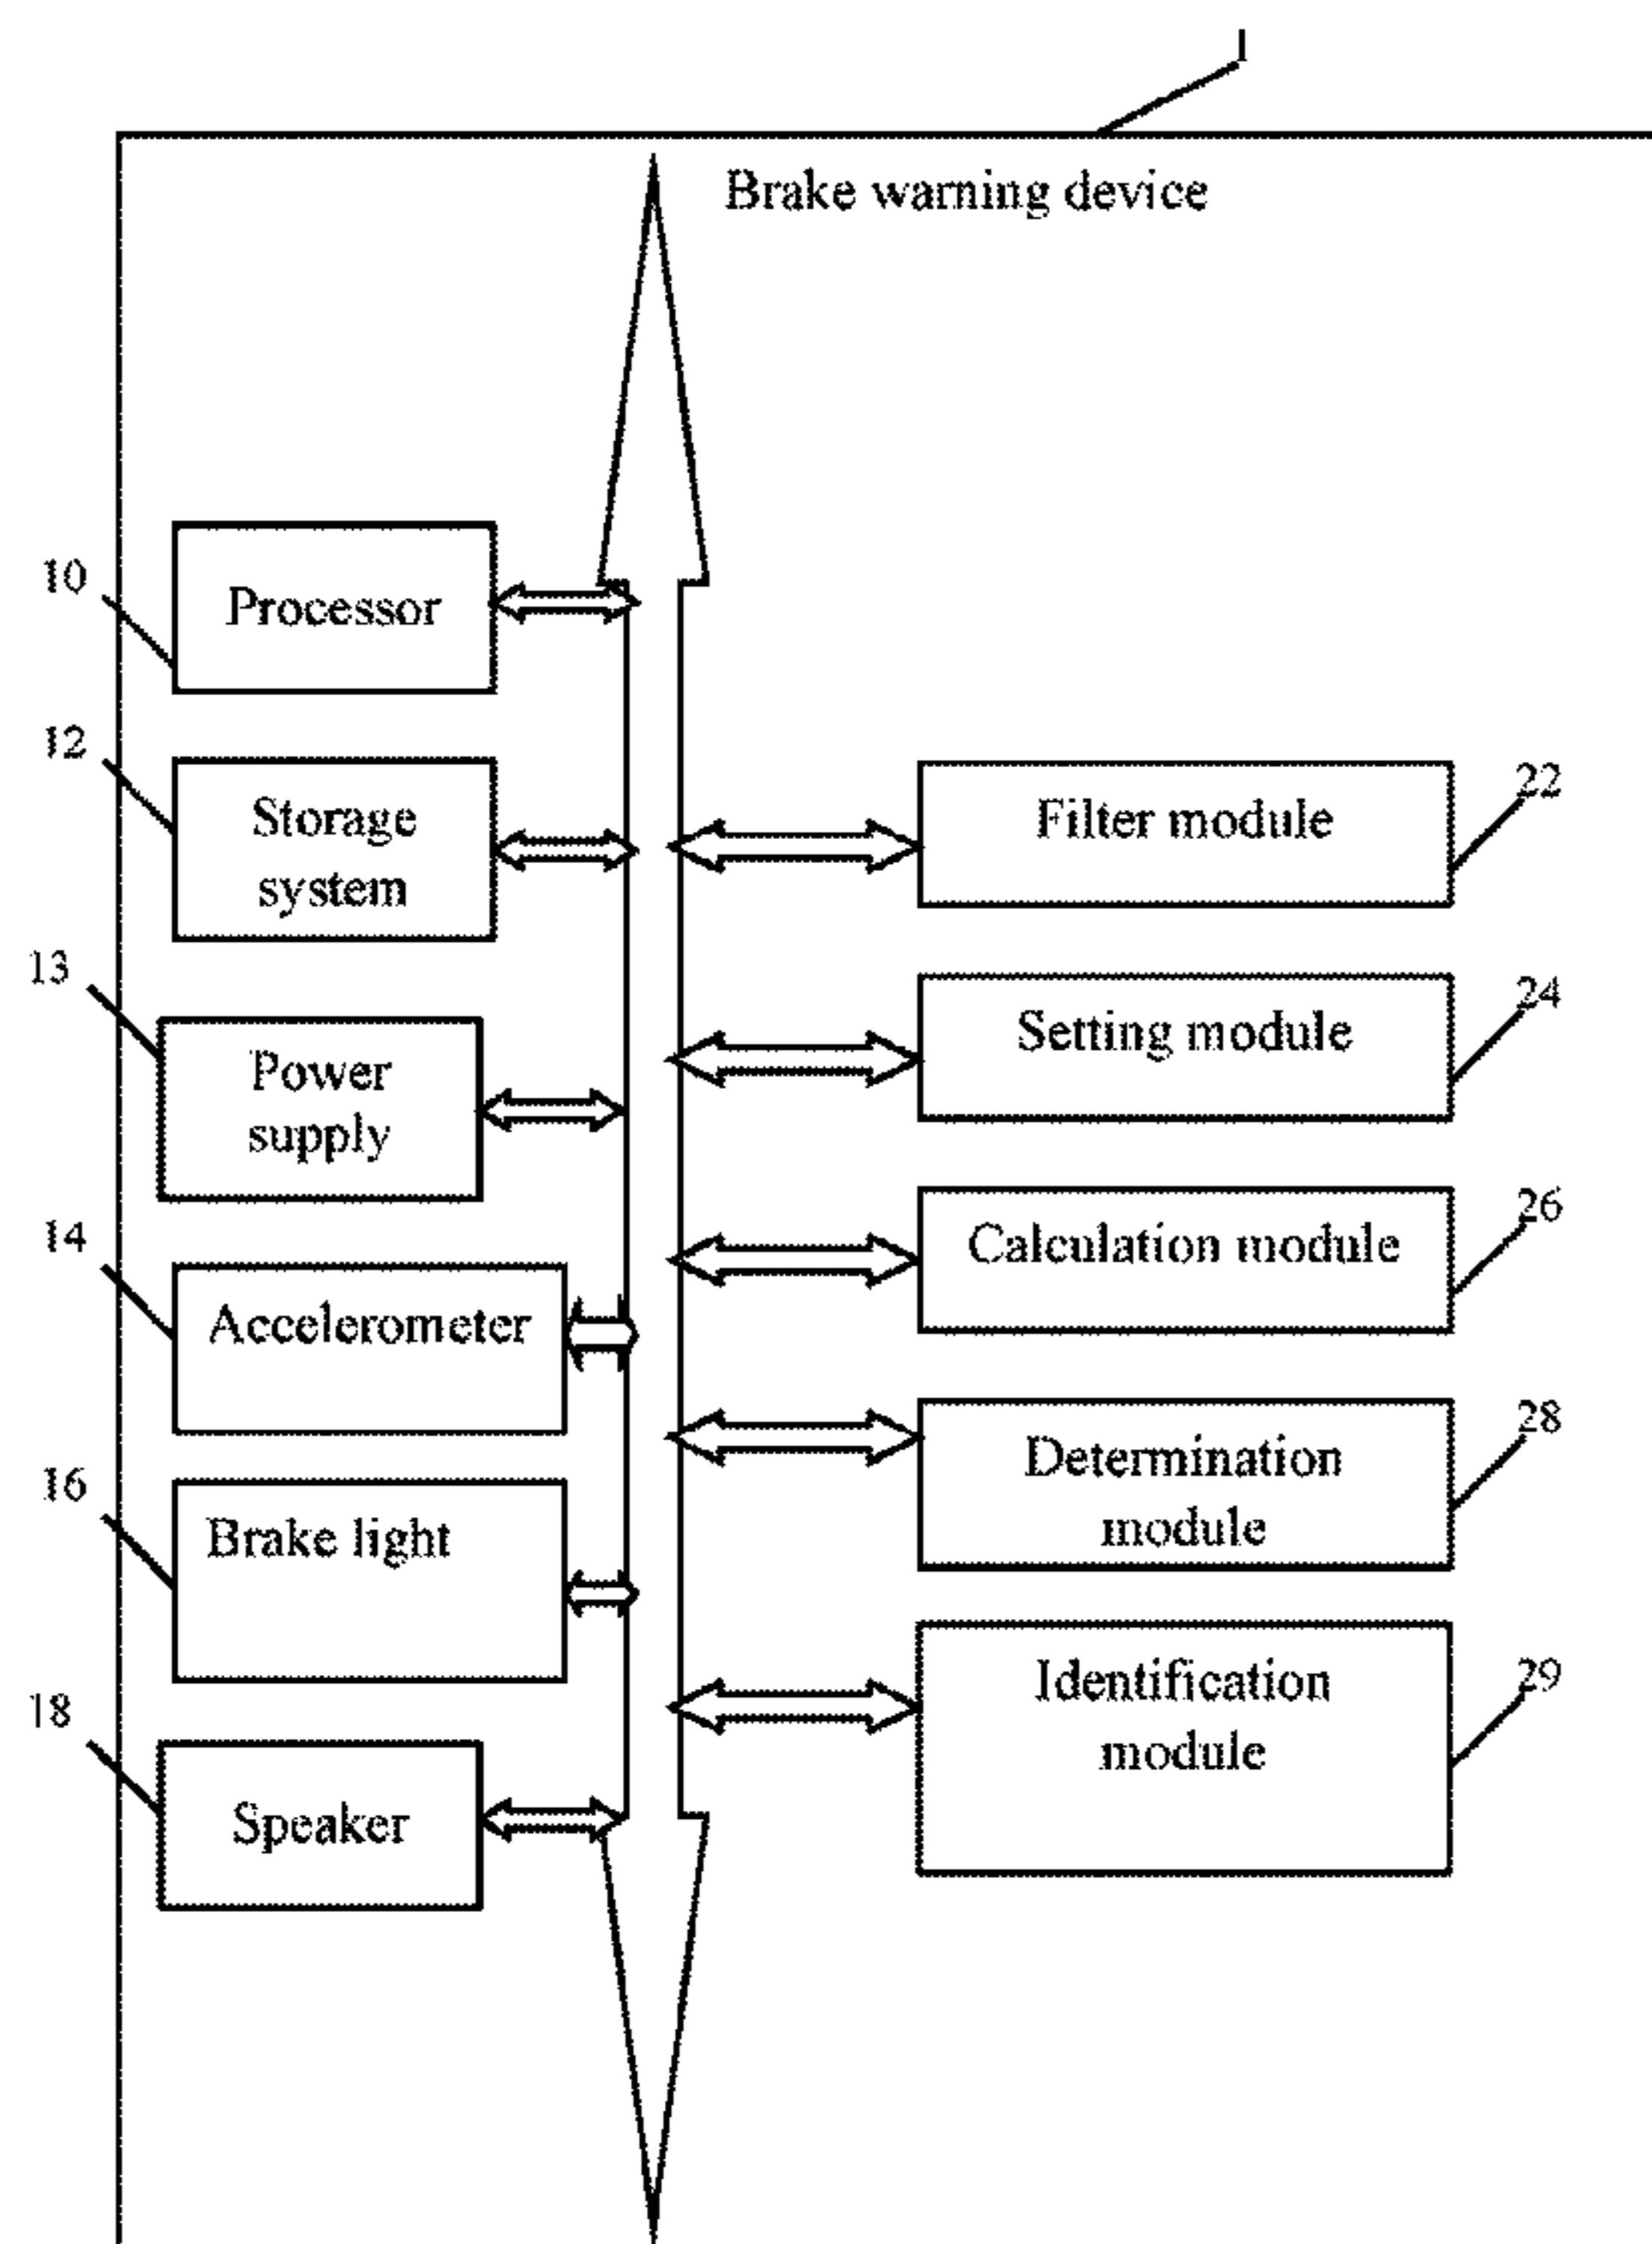 1
Brake warning device
10
Processor
12
Storage
system
13
Power
supply
14
Accelerometer
16
Brake light
18
Speaker
22
Filter module
24
Setting module
26
Calculation module
28
Determination
module
29
Identification
module